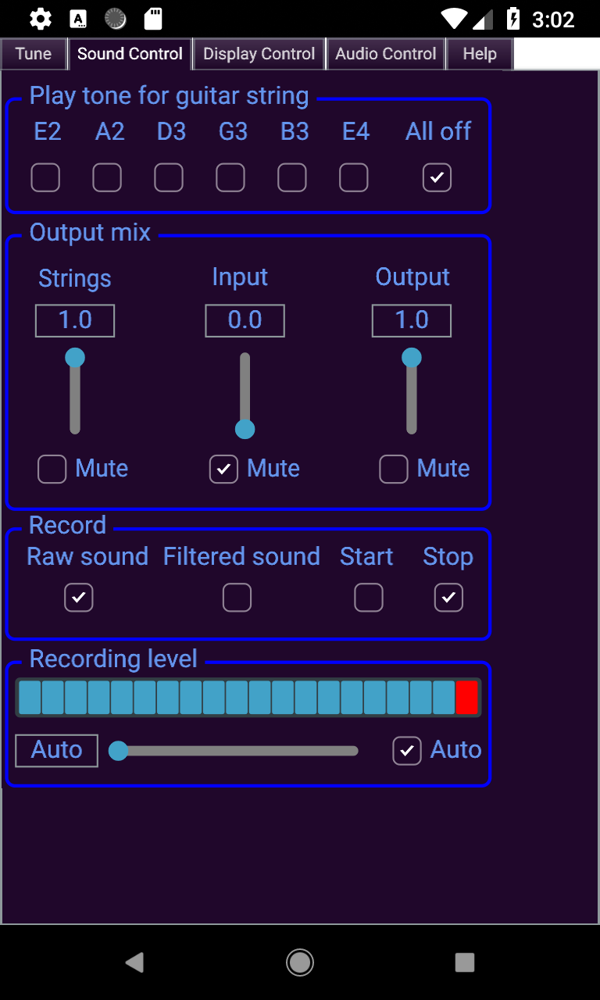 3:02
Tune Sound Control Display Control Audio Control Help
Play tone for guitar string
E2 A2 D3 G3 B3 E4 All off
Output mix
Strings Input Output
1.0 0.0 1.0
Mute Mute Mute
Record
Raw sound Filtered sound Start Stop
Recording level
Auto Auto